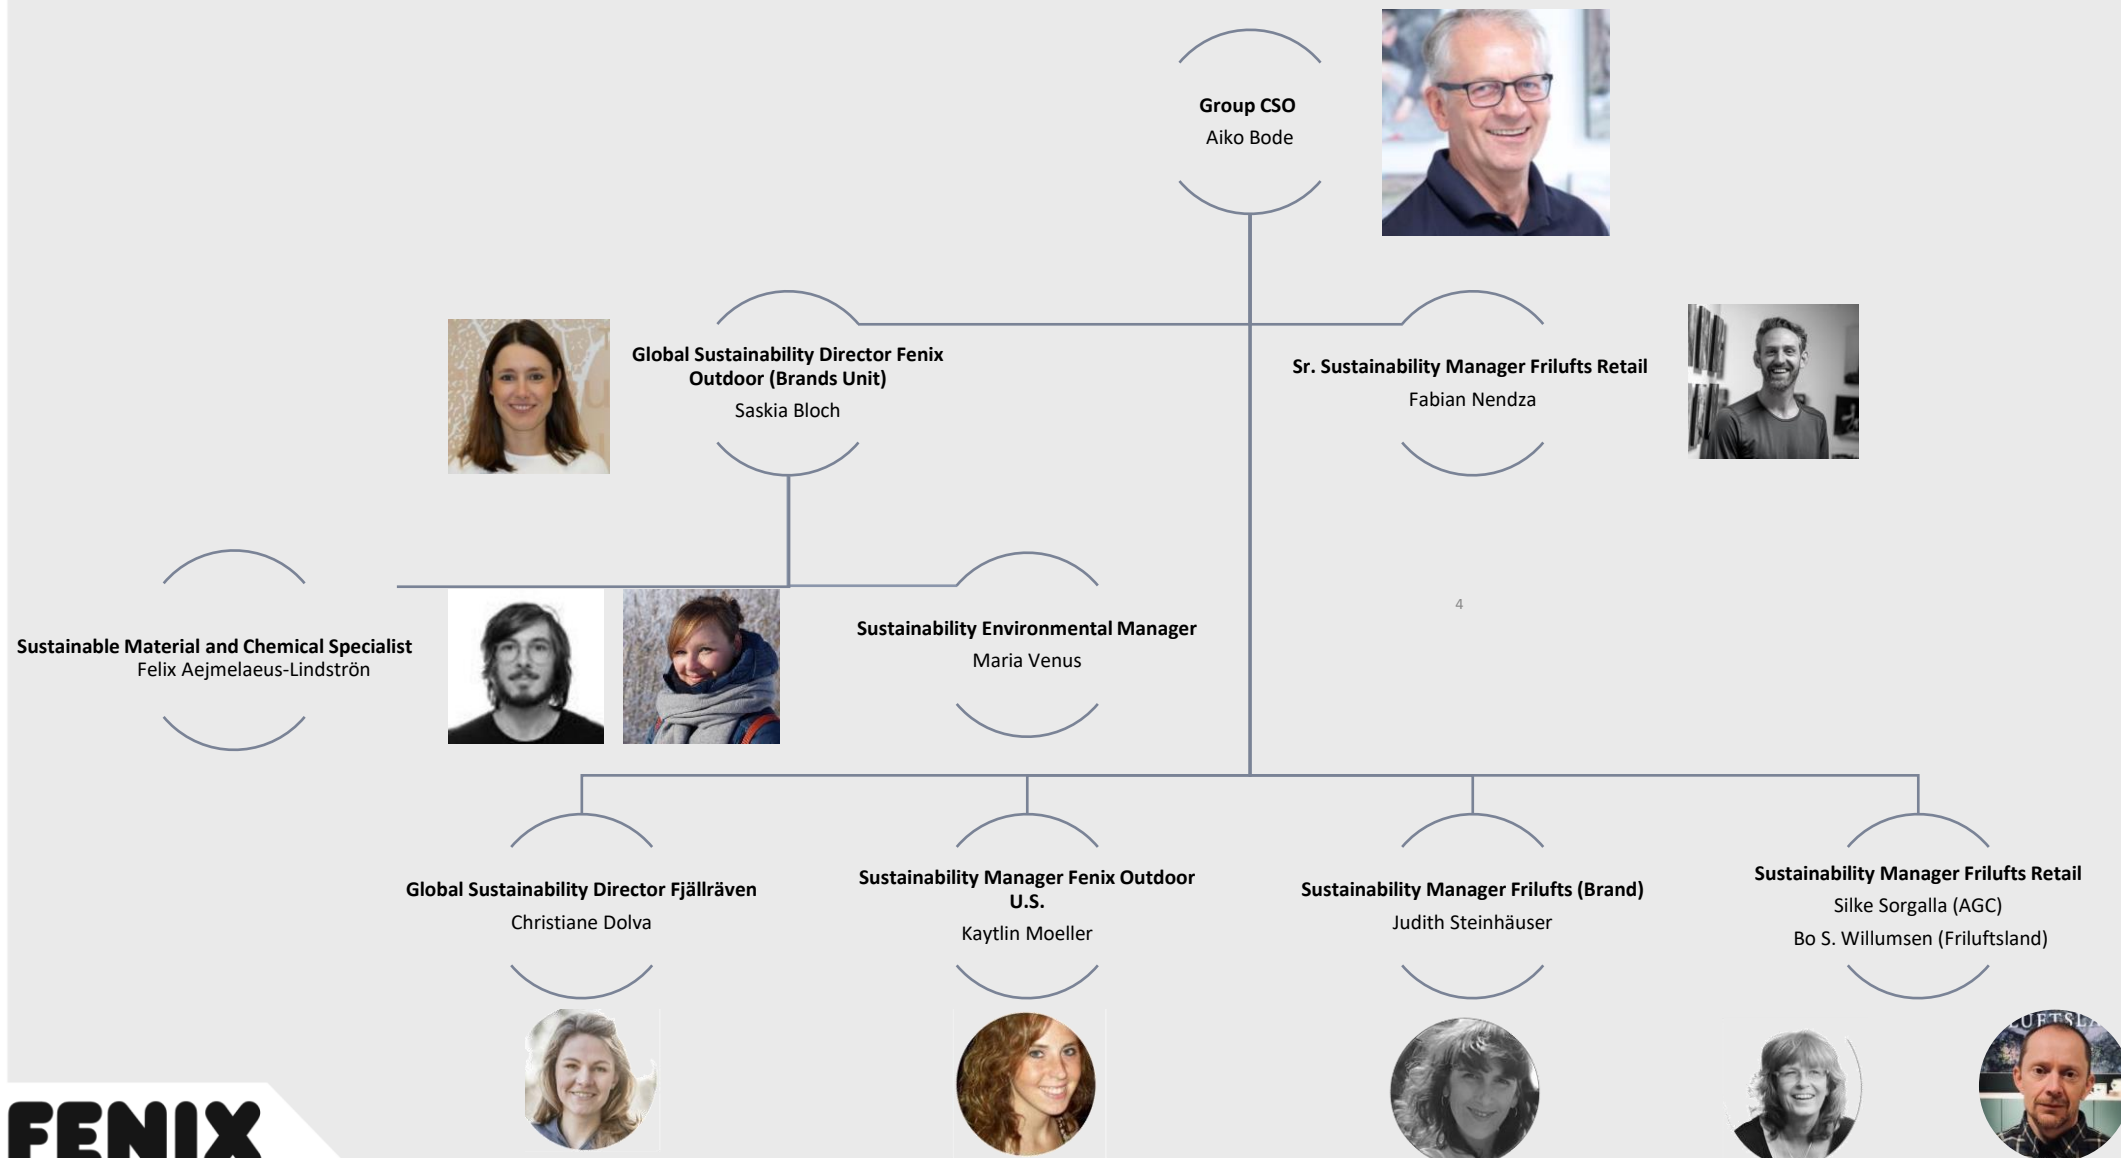 Group CSO
Aiko Bode
Global Sustainability Director Fenix
Outdoor (Brands Unit)
Saskia Bloch
Sr. Sustainability Manager Frilufts Retail
Fabian Nendza
4
Sustainable Material and Chemical Specialist
Felix Aejmelaeus-Lindströn
Sustainability Environmental Manager
Maria Venus
Global Sustainability Director Fjällräven
Christiane Dolva
Sustainability Manager Fenix Outdoor
U.S.
Kaytlin Moeller
Sustainability Manager Frilufts (Brand)
Judith Steinhäuser
Sustainability Manager Frilufts Retail
Silke Sorgalla (AGC)
Bo S. Willumsen (Friluftsland)
FENIX